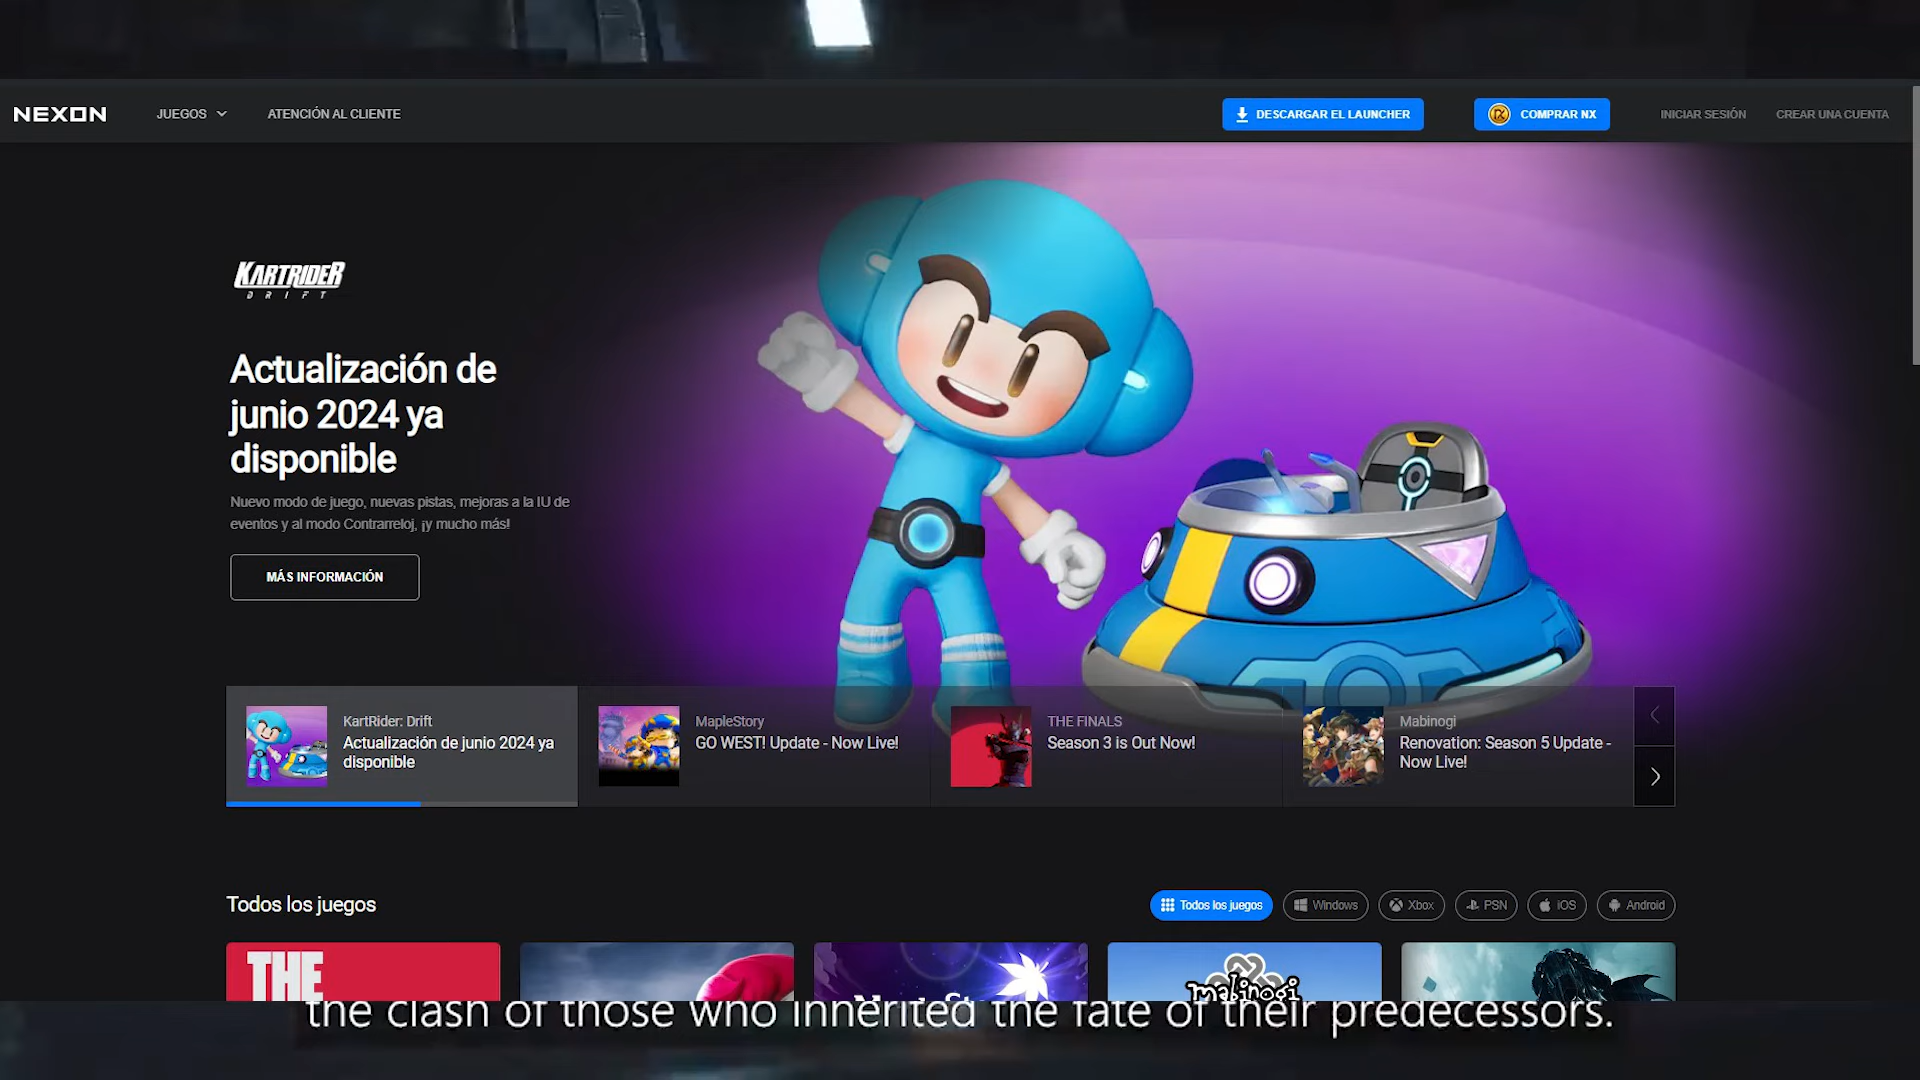 NEXON
JUEGOS
ATENCIÓN AL CLIENTE
DESCARGAR EL LAUNCHER
COMPRAR NX
INICIAR SESIÓN
CREAR UNA CUENTA
KARTRIDER
DRIFT
Actualización de
junio 2024 ya
disponible
Nuevo modo de juego, nuevas pistas, mejoras a la IU de
eventos y al modo Contrarreloj, ¡y mucho más!
MÁS INFORMACIÓN
KartRider: Drift
Actualización de junio 2024 ya
disponible
MapleStory
GO WEST! Update - Now Live!
THE FINALS
Season 3 is Out Now!
Mabinogi
Renovation: Season 5 Update -
Now Live!
Todos los juegos
Todos los juegos
Windows
Xbox
PSN
iOS
Android
THE
mabinogi
the clash of those who inherited the fate of their predecessors.